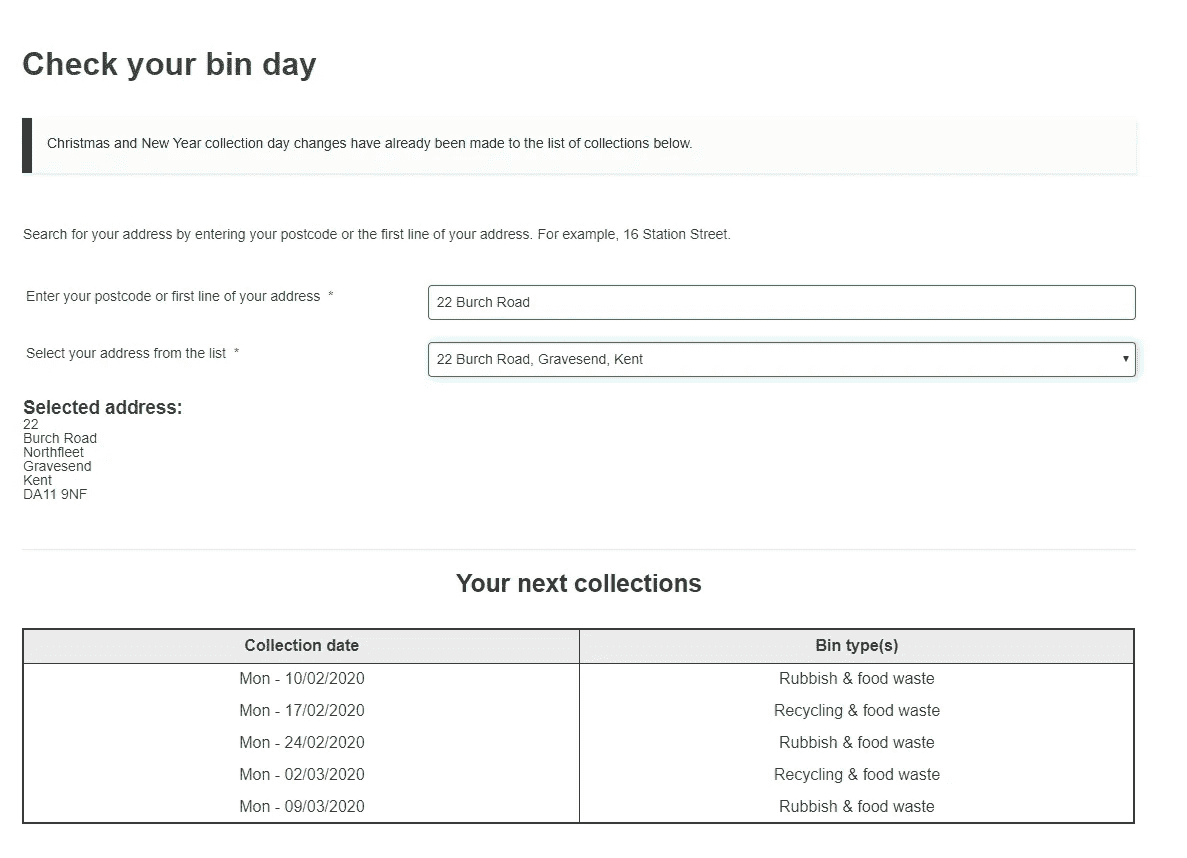 Check your bin day
Christmas and New Year collection day changes have already been made to the list of collections below.
Search for your address by entering your postcode or the first line of your address. For example, 16 Station Street.
Enter your postcode or first line of your address *
22 Burch Road
Select your address from the list *
22 Burch Road, Gravesend, Kent
Selected address:
22
Burch Road
Northfleet
Gravesend
Kent
DA11 9NF
Your next collections
Collection date Bin type(s)
Mon - 10/02/2020 Rubbish & food waste
Mon - 17/02/2020 Recycling & food waste
Mon - 24/02/2020 Rubbish & food waste
Mon - 02/03/2020 Recycling & food waste
Mon - 09/03/2020 Rubbish & food waste